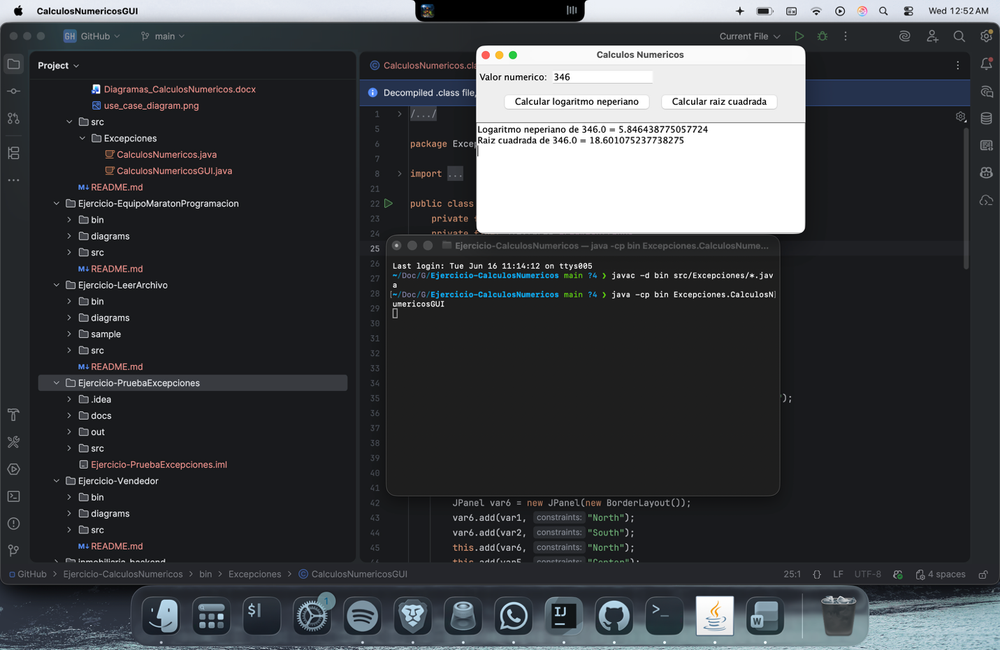 CalculosNumericosGUI
Wed 12:52 AM
GH GitHub
main
Current File
Project
Diagramas_CalculosNumericos.docx
use_case_diagram.png
src
Excepciones
CalculosNumericos.java
CalculosNumericosGUI.java
M↓ README.md
Ejercicio-EquipoMaratonProgramacion
bin
diagrams
src
M↓ README.md
Ejercicio-LeerArchivo
bin
diagrams
sample
src
M↓ README.md
Ejercicio-PruebaExcepciones
.idea
docs
out
src
Ejercicio-PruebaExcepciones.iml
Ejercicio-Vendedor
bin
diagrams
src
M↓ README.md
inmobiliaria-backend
CalculosNumericos.cla
Decompiled .class file,
1 /.../
5
6 package Excep
7
8 import ...
21
22 public class
23 private f
24 private
25
26
27
28
29
30
31
32
33
34
35 ");
36
37
38
39
40
41
42 JPanel var6 = new JPanel(new BorderLayout());
43 var6.add(var1, constraints: "North");
44 var6.add(var2, constraints: "South");
45 this.add(var6, constraints: "North");
this.add(var5, constraints: "Center");
Calculos Numericos
Valor numerico: 346
Calcular logaritmo neperiano
Calcular raiz cuadrada
Logaritmo neperiano de 346.0 = 5.846438775057724
Raiz cuadrada de 346.0 = 18.601075237738275
Ejercicio-CalculosNumericos — java -cp bin Excepciones.CalculosNume...
Last login: Tue Jun 16 11:14:12 on ttys005
~/Doc/G/Ejercicio-CalculosNumericos main ?4 ❯ javac -d bin src/Excepciones/*.jav
a
[~/Doc/G/Ejercicio-CalculosNumericos main ?4 ❯ java -cp bin Excepciones.CalculosN]
umericosGUI
GitHub > Ejercicio-CalculosNumericos > bin > Excepciones > CalculosNumericosGUI
25:1 {} LF UTF-8 4 spaces
$|
1
IJ
>_
W